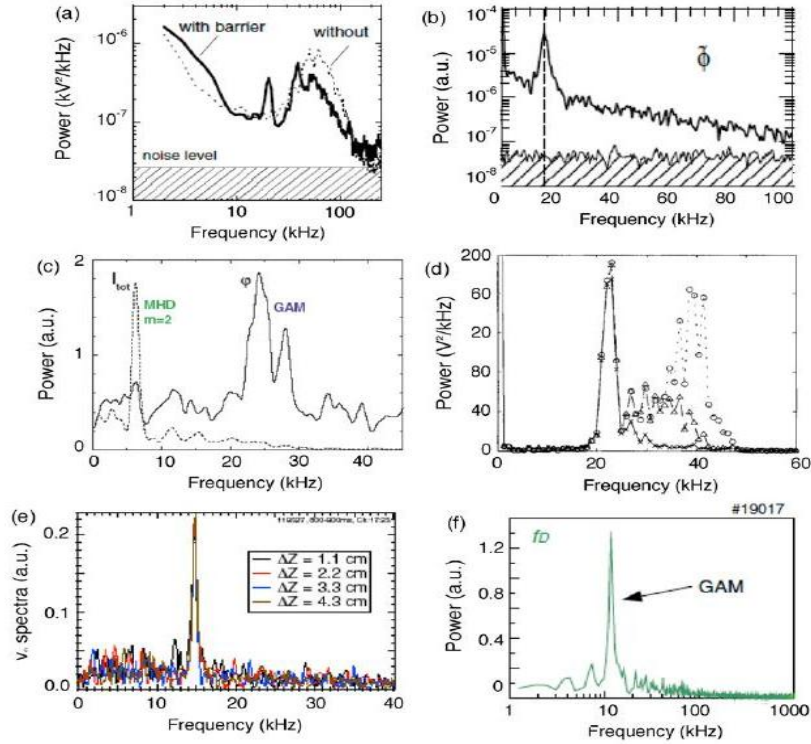 (a)
with barrier
without
10⁻⁶
10⁻⁷
10⁻⁸
noise level
Power (kV²/kHz)
1
10
100
Frequency (kHz)
(b)
10⁻⁴
10⁻⁵
10⁻⁶
10⁻⁷
10⁻⁸
Power (a.u.)
ϕ̃
0
20
40
60
80
100
Frequency (kHz)
(c)
2
1
0
Power (a.u.)
I_tot
MHD
m=2
φ
GAM
0
10
20
30
40
Frequency (kHz)
(d)
200
60
20
80
40
0
Power (V²/kHz)
0
20
40
60
Frequency (kHz)
(e)
0.2
0.1
0.0
ΔZ = 1.1 cm
ΔZ = 2.2 cm
ΔZ = 3.3 cm
ΔZ = 4.3 cm
spectra (a.u.)
0
10
20
30
40
Frequency (kHz)
#19017
(f)
f_D
1.2
0.8
0.4
0
GAM
Power (a.u.)
1
10
100
1000
Frequency (kHz)